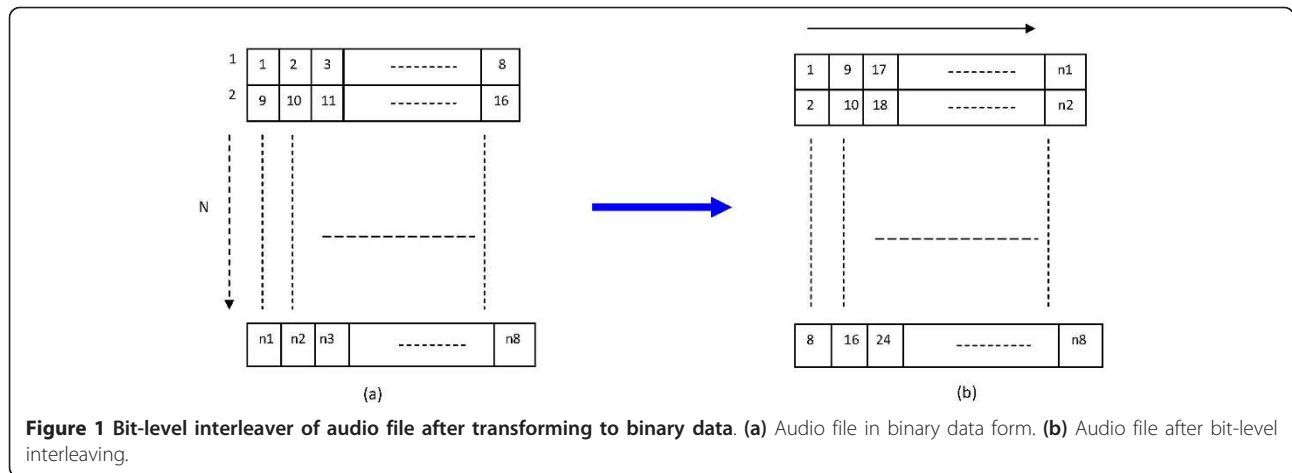 1 1 2 3 --------- 8
2 9 10 11 --------- 16
N
n1 n2 n3 --------- n8
(a)
1 9 17 --------- n1
2 10 18 --------- n2
8 16 24 --------- n8
(b)
Figure 1 Bit-level interleaver of audio file after transforming to binary data. (a) Audio file in binary data form. (b) Audio file after bit-level
interleaving.